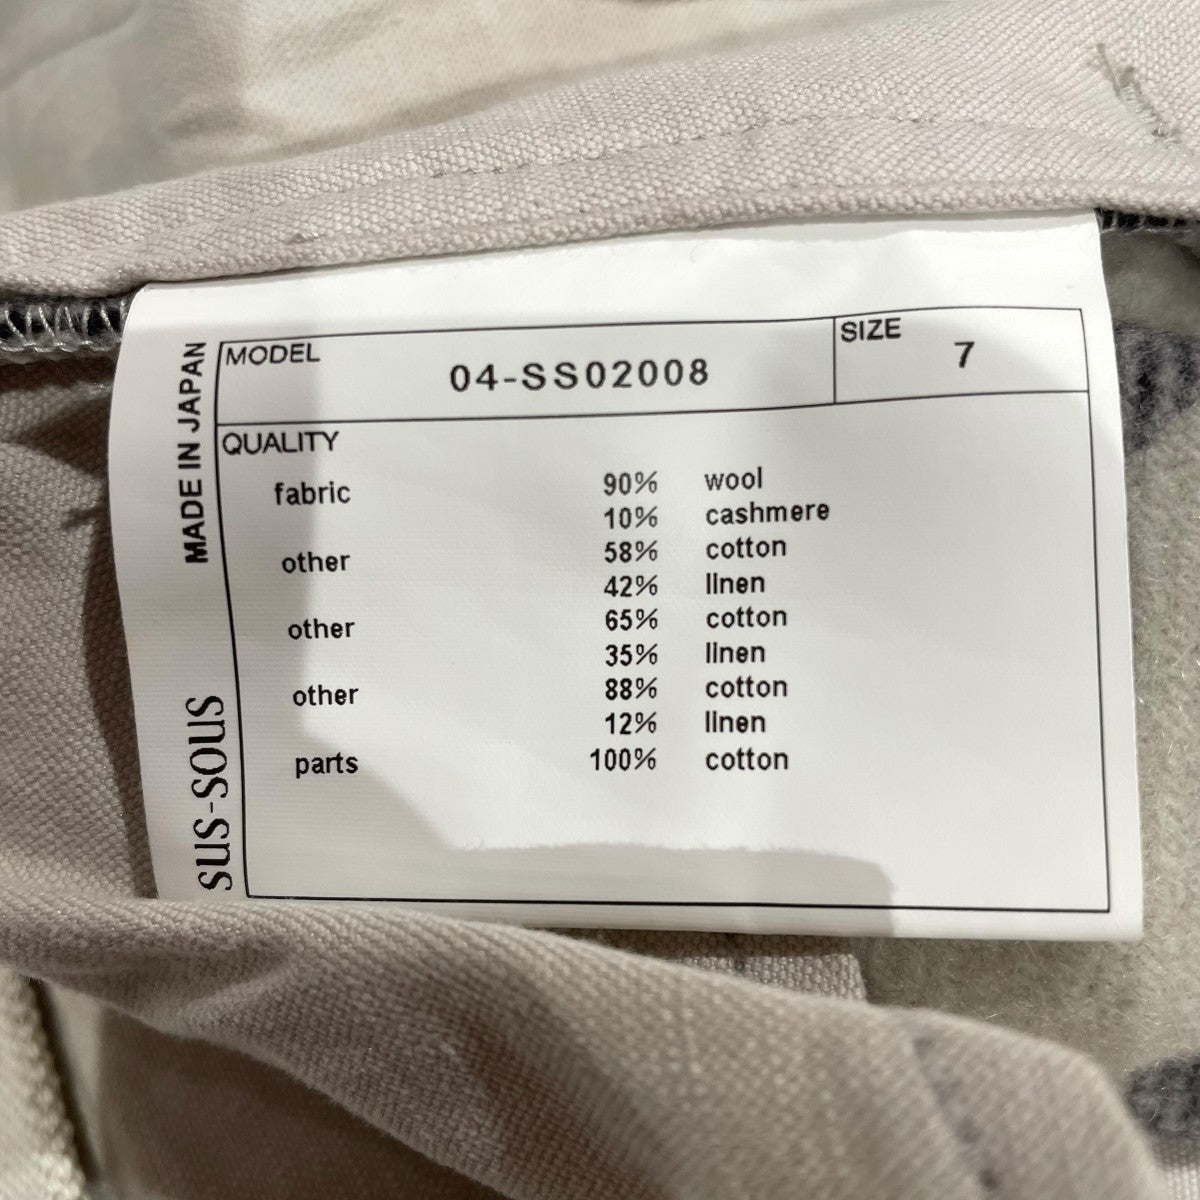 MODEL 04-SS02008 SIZE 7
QUALITY
fabric 90% wool
10% cashmere
other 58% cotton
42% linen
other 65% cotton
35% linen
other 88% cotton
12% linen
parts 100% cotton
MADE IN JAPAN
sus-sous